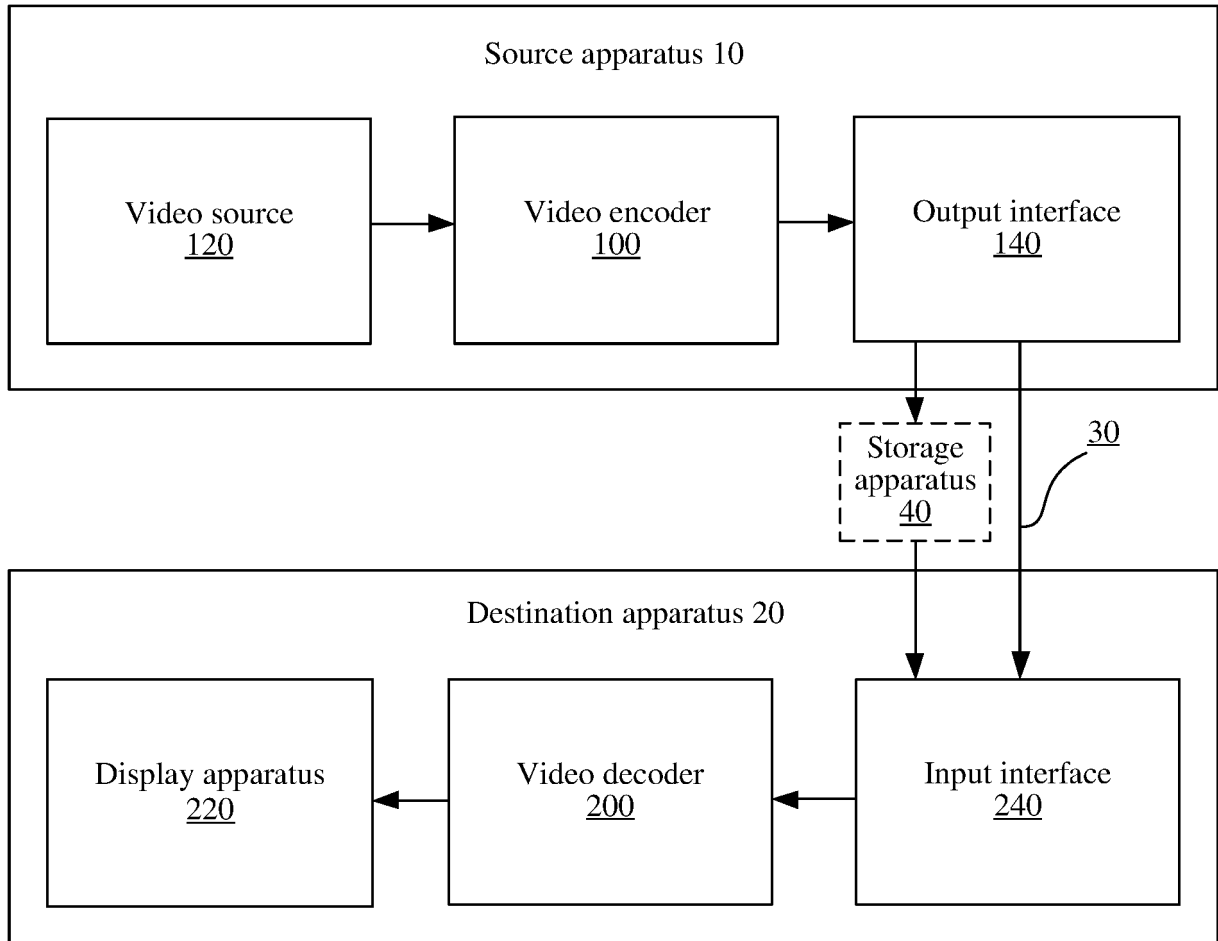 Source apparatus 10
Video source
120
Video encoder
100
Output interface
140
Storage
apparatus
40
30
Destination apparatus 20
Display apparatus
220
Video decoder
200
Input interface
240